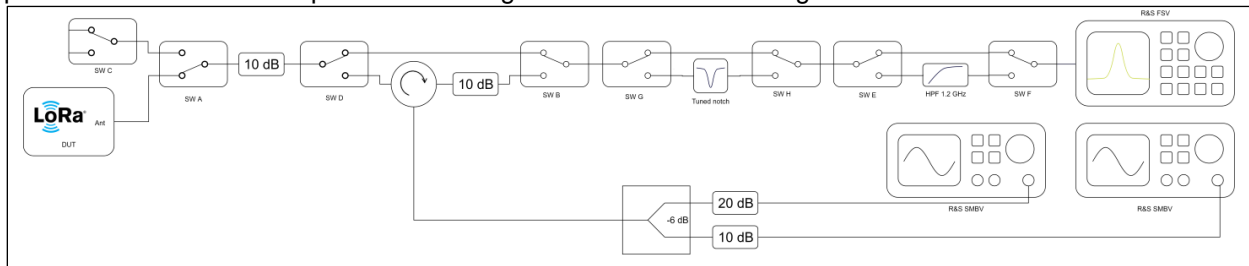 R&S FSV
SW C
10 dB
SW A
SW D
10 dB
SW B
SW G
Tuned notch
SW H
SW E
HPF 1.2 GHz
SW F
LoRa®
Ant
DUT
-6 dB
20 dB
10 dB
R&S SMBV
R&S SMBV